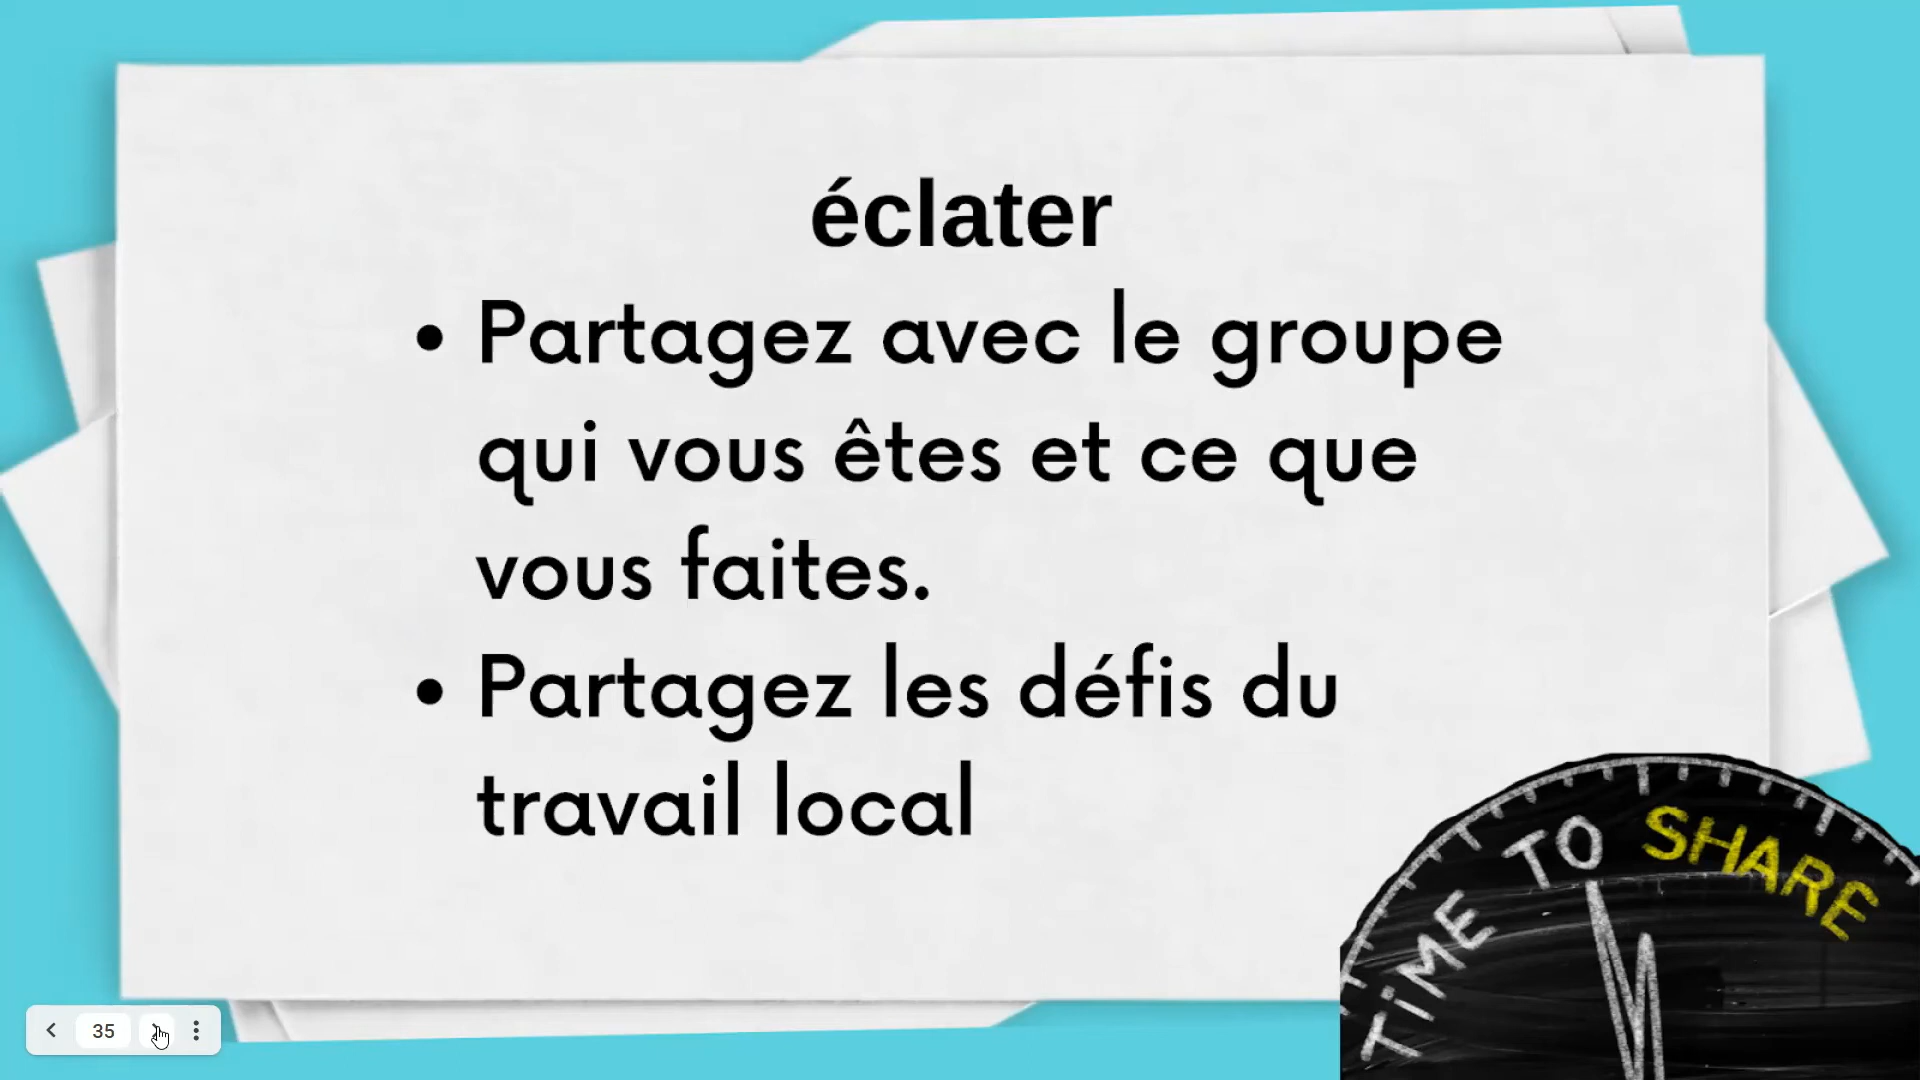 éclater
• Partagez avec le groupe
qui vous êtes et ce que
vous faites.
• Partagez les défis du
travail local
TIME TO SHARE
35